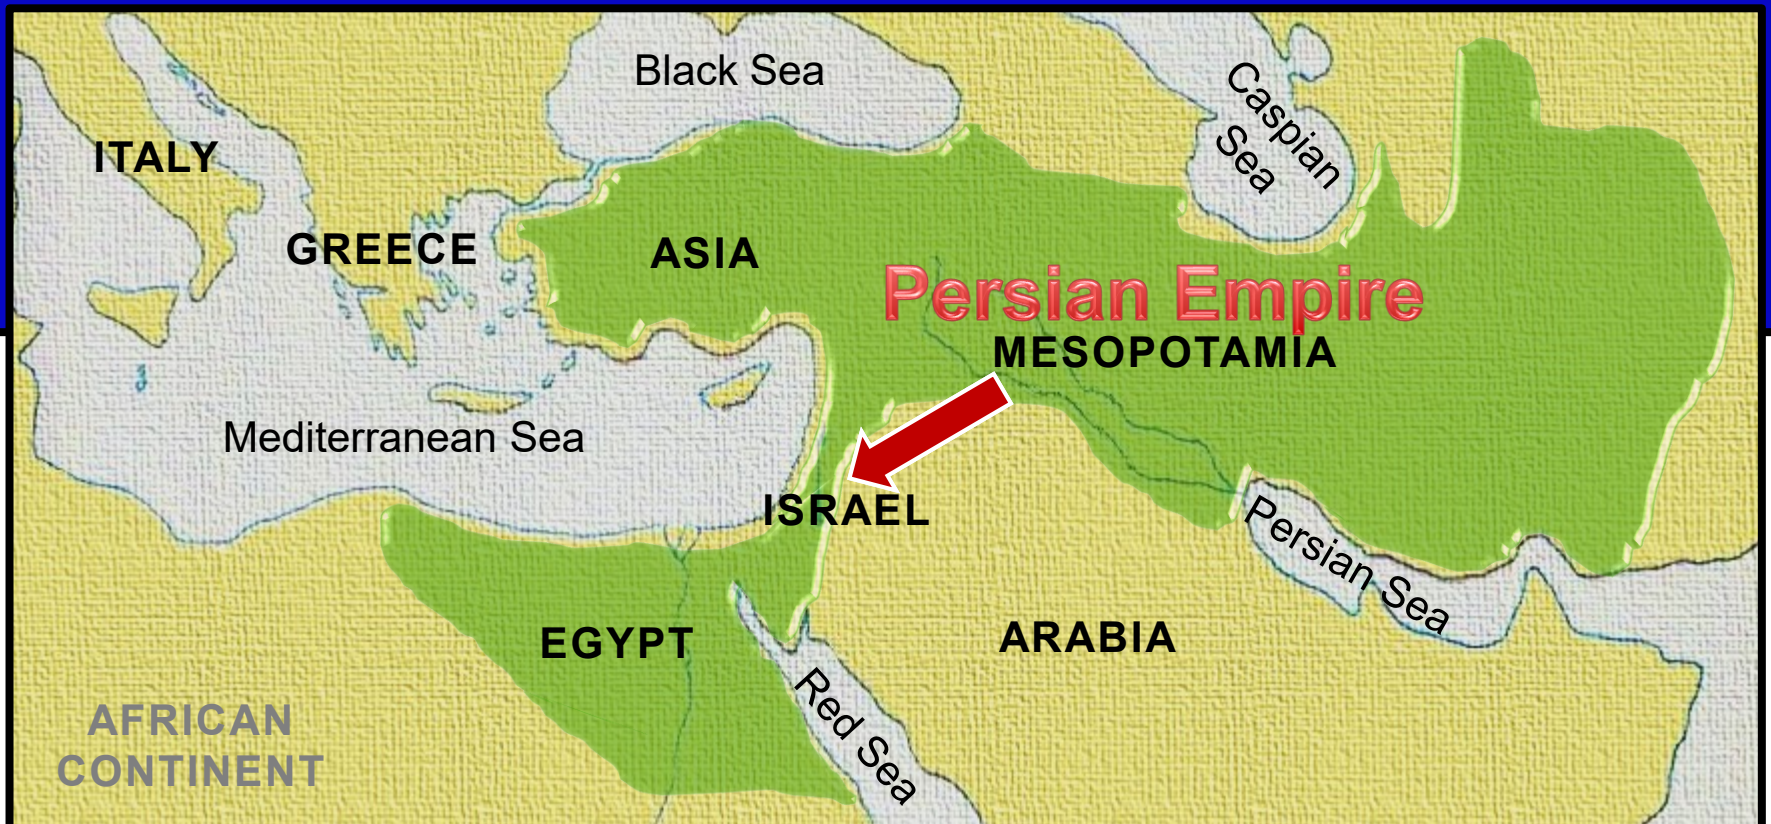 Black Sea
Caspian
Sea
ITALY
GREECE
ASIA
Persian Empire
MESOPOTAMIA
Mediterranean Sea
ISRAEL
Persian Sea
EGYPT
ARABIA
Red Sea
AFRICAN
CONTINENT